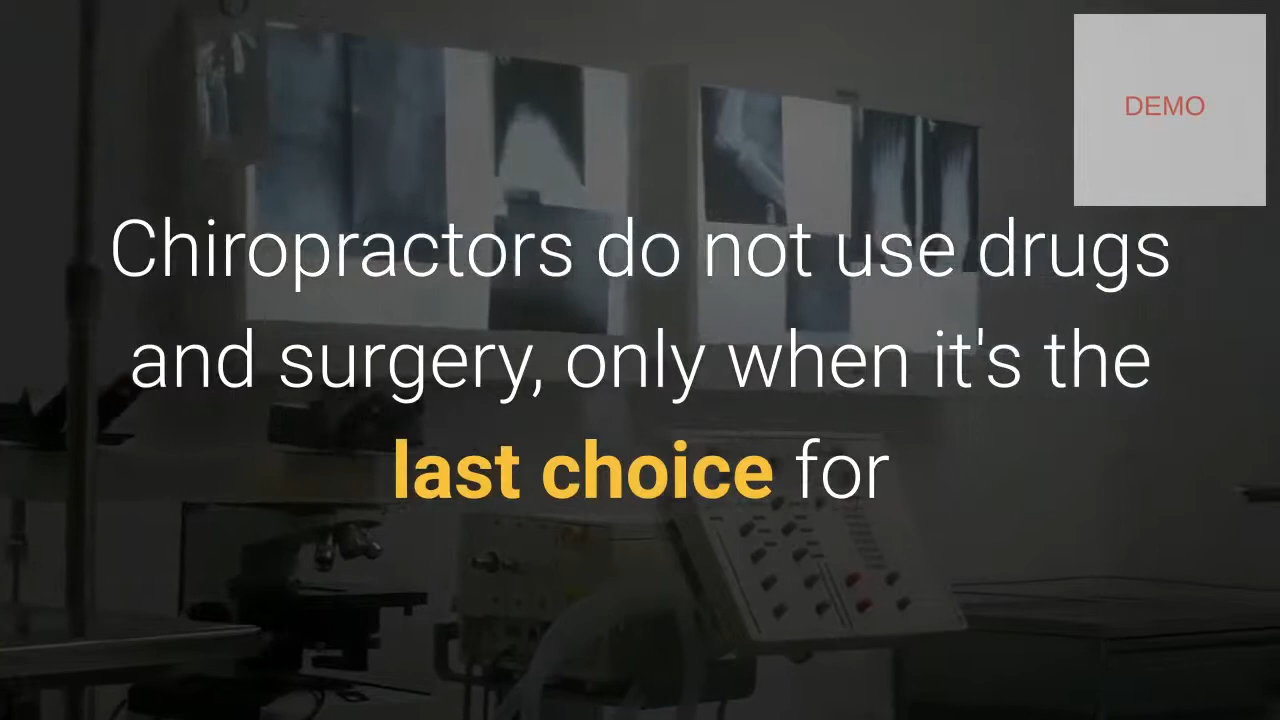 DEMO
Chiropractors do not use drugs
and surgery, only when it's the
last choice for